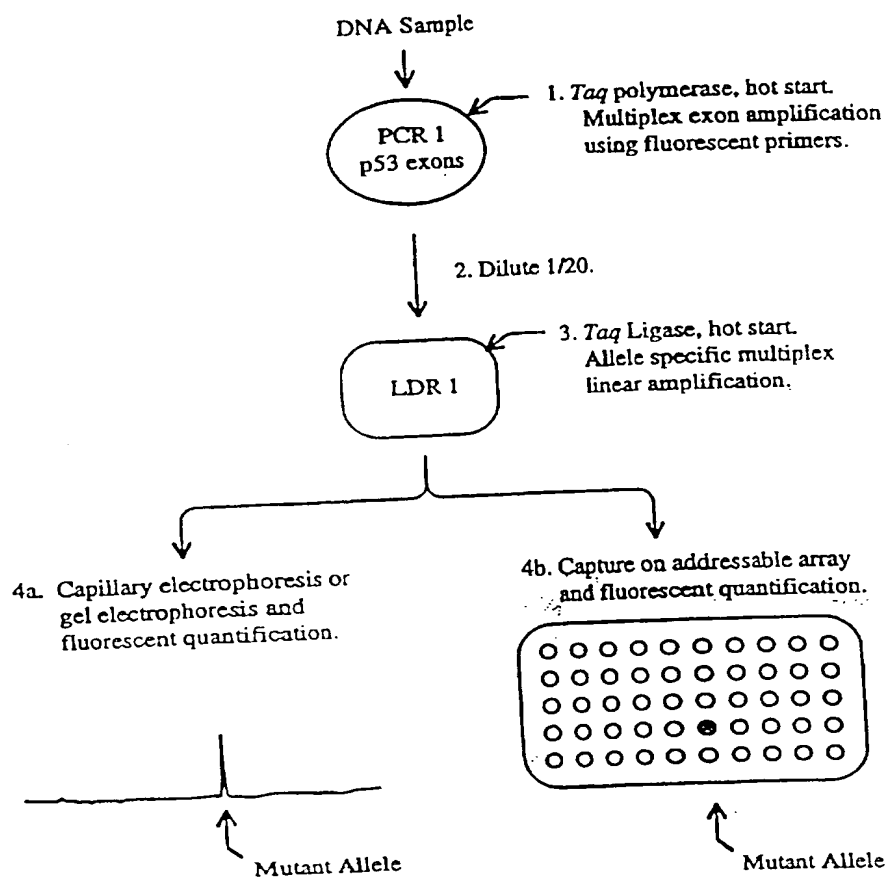 DNA Sample
1. Taq polymerase, hot start.
Multiplex exon amplification
using fluorescent primers.
PCR 1
p53 exons
2. Dilute 1/20.
3. Taq Ligase, hot start.
Allele specific multiplex
linear amplification.
LDR 1
4a. Capillary electrophoresis or
gel electrophoresis and
fluorescent quantification.
4b. Capture on addressable array
and fluorescent quantification.
Mutant Allele
Mutant Allele